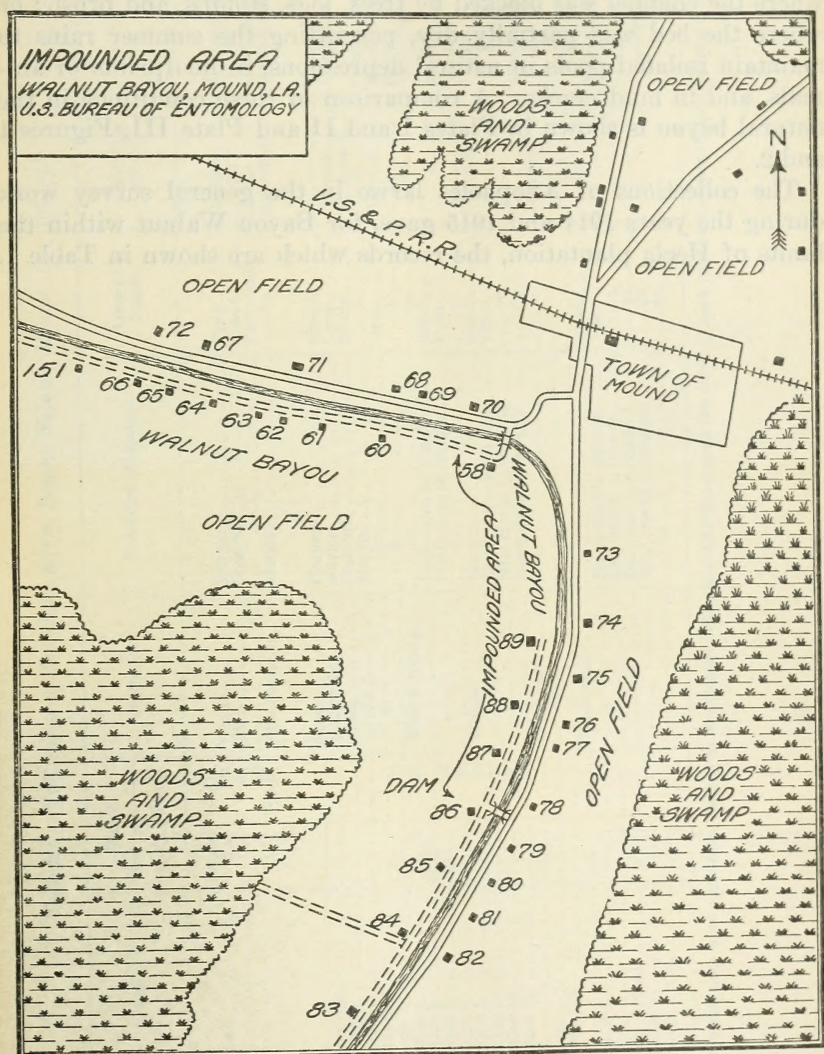 IMPOUNDED AREA
WALNUT BAYOU, MOUND, LA.
U.S. BUREAU OF ENTOMOLOGY
WOODS
AND
SWAMP
OPEN FIELD
N
V.S.& P.R.R.
OPEN FIELD
OPEN FIELD
TOWN OF
MOUND
72
67
71
68
69
70
151
66
65
64
63
62
61
60
58
WALNUT BAYOU
WALNUT BAYOU
OPEN FIELD
IMPOUNDED AREA
73
74
89
75
88
76
77
87
OPEN FIELD
DAM
86
78
85
79
80
84
81
82
83
WOODS
AND
SWAMP
WOODS
AND
SWAMP